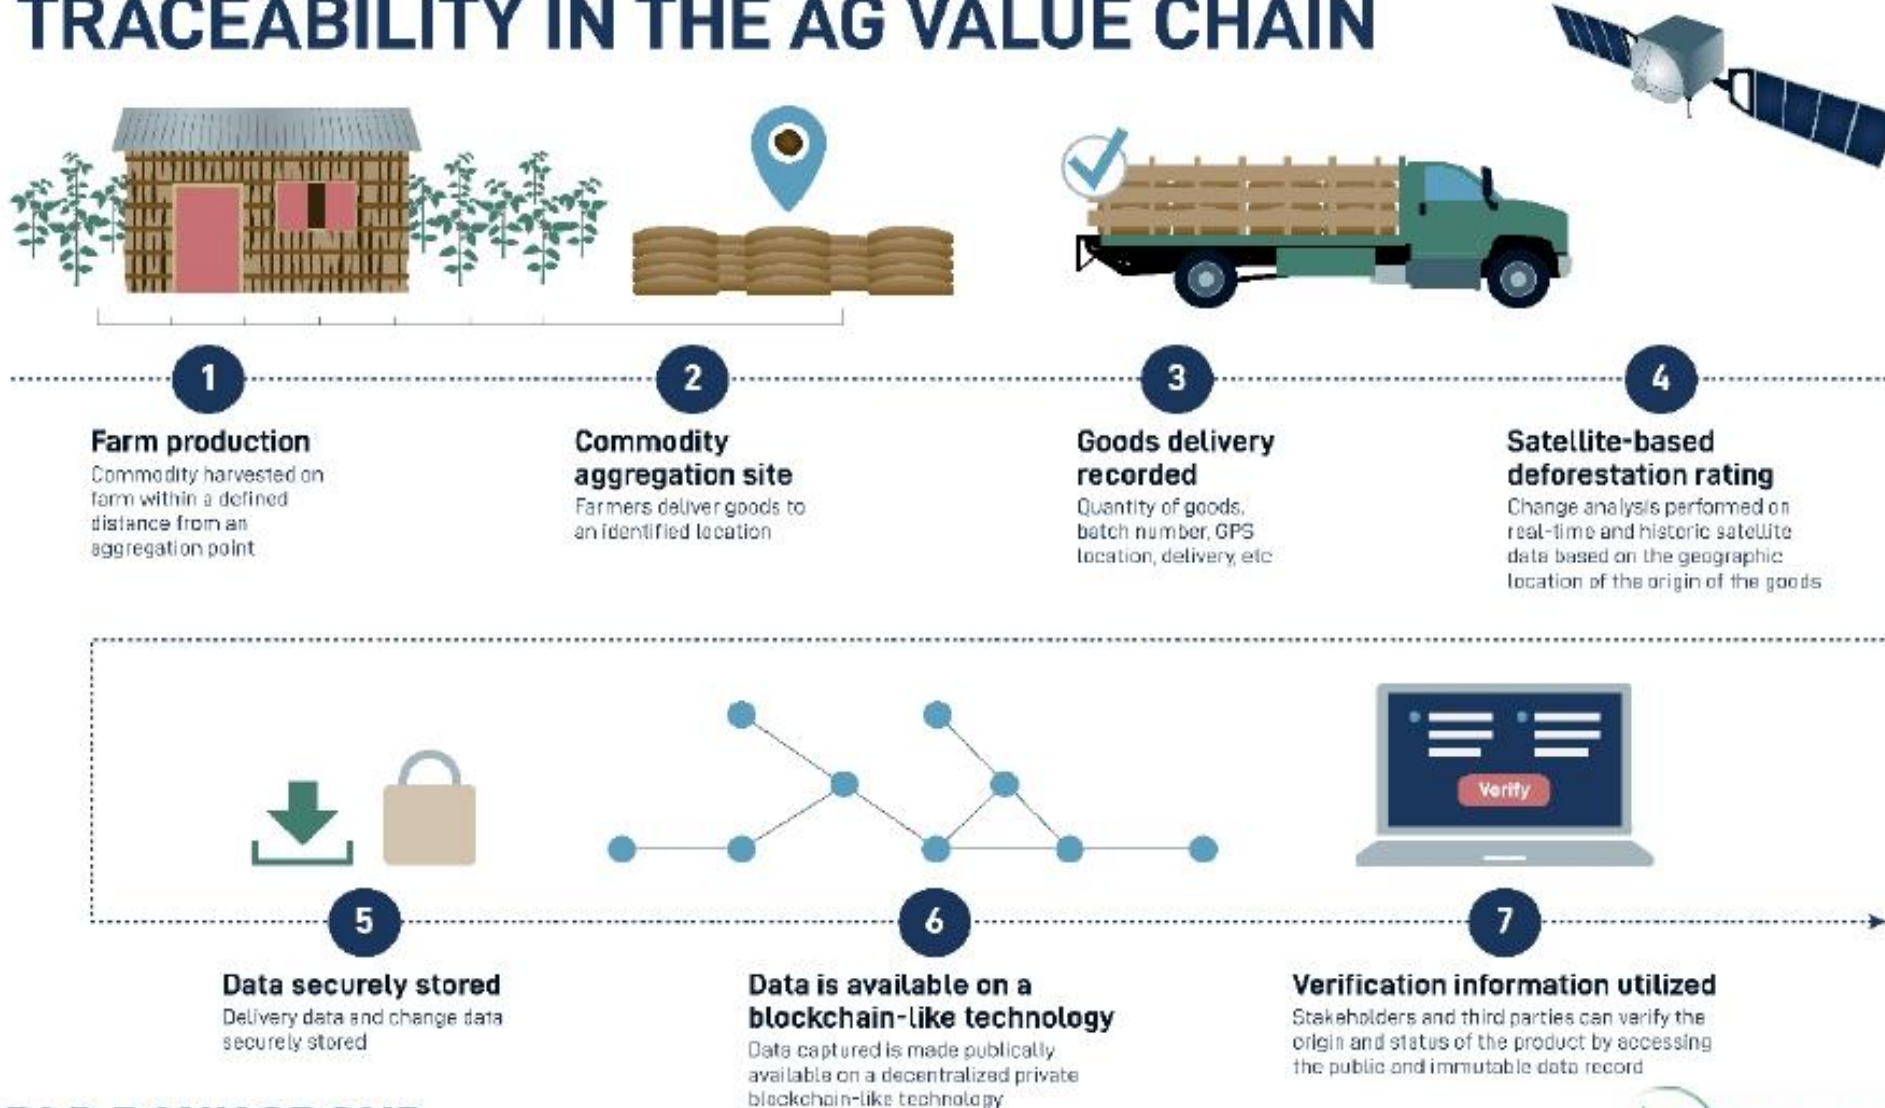 TRACEABILITY IN THE AG VALUE CHAIN
1
2
3
4
Farm production
Commodity harvested on
farm within a defined
distance from an
aggregation point
Commodity
aggregation site
Farmers deliver goods to
an identified location
Goods delivery
recorded
Quantity of goods,
batch number, GPS
location, delivery, etc
Satellite-based
deforestation rating
Change analysis performed on
real-time and historic satellite
data based on the geographic
location of the origin of the goods
Verify
5
6
7
Data securely stored
Delivery data and change data
securely stored
Data is available on a
blockchain-like technology
Data captured is made publically
available on a decentralized private
blockchain-like technology
Verification information utilized
Stakeholders and third parties can verify the
origin and status of the product by accessing
the public and immutable data record